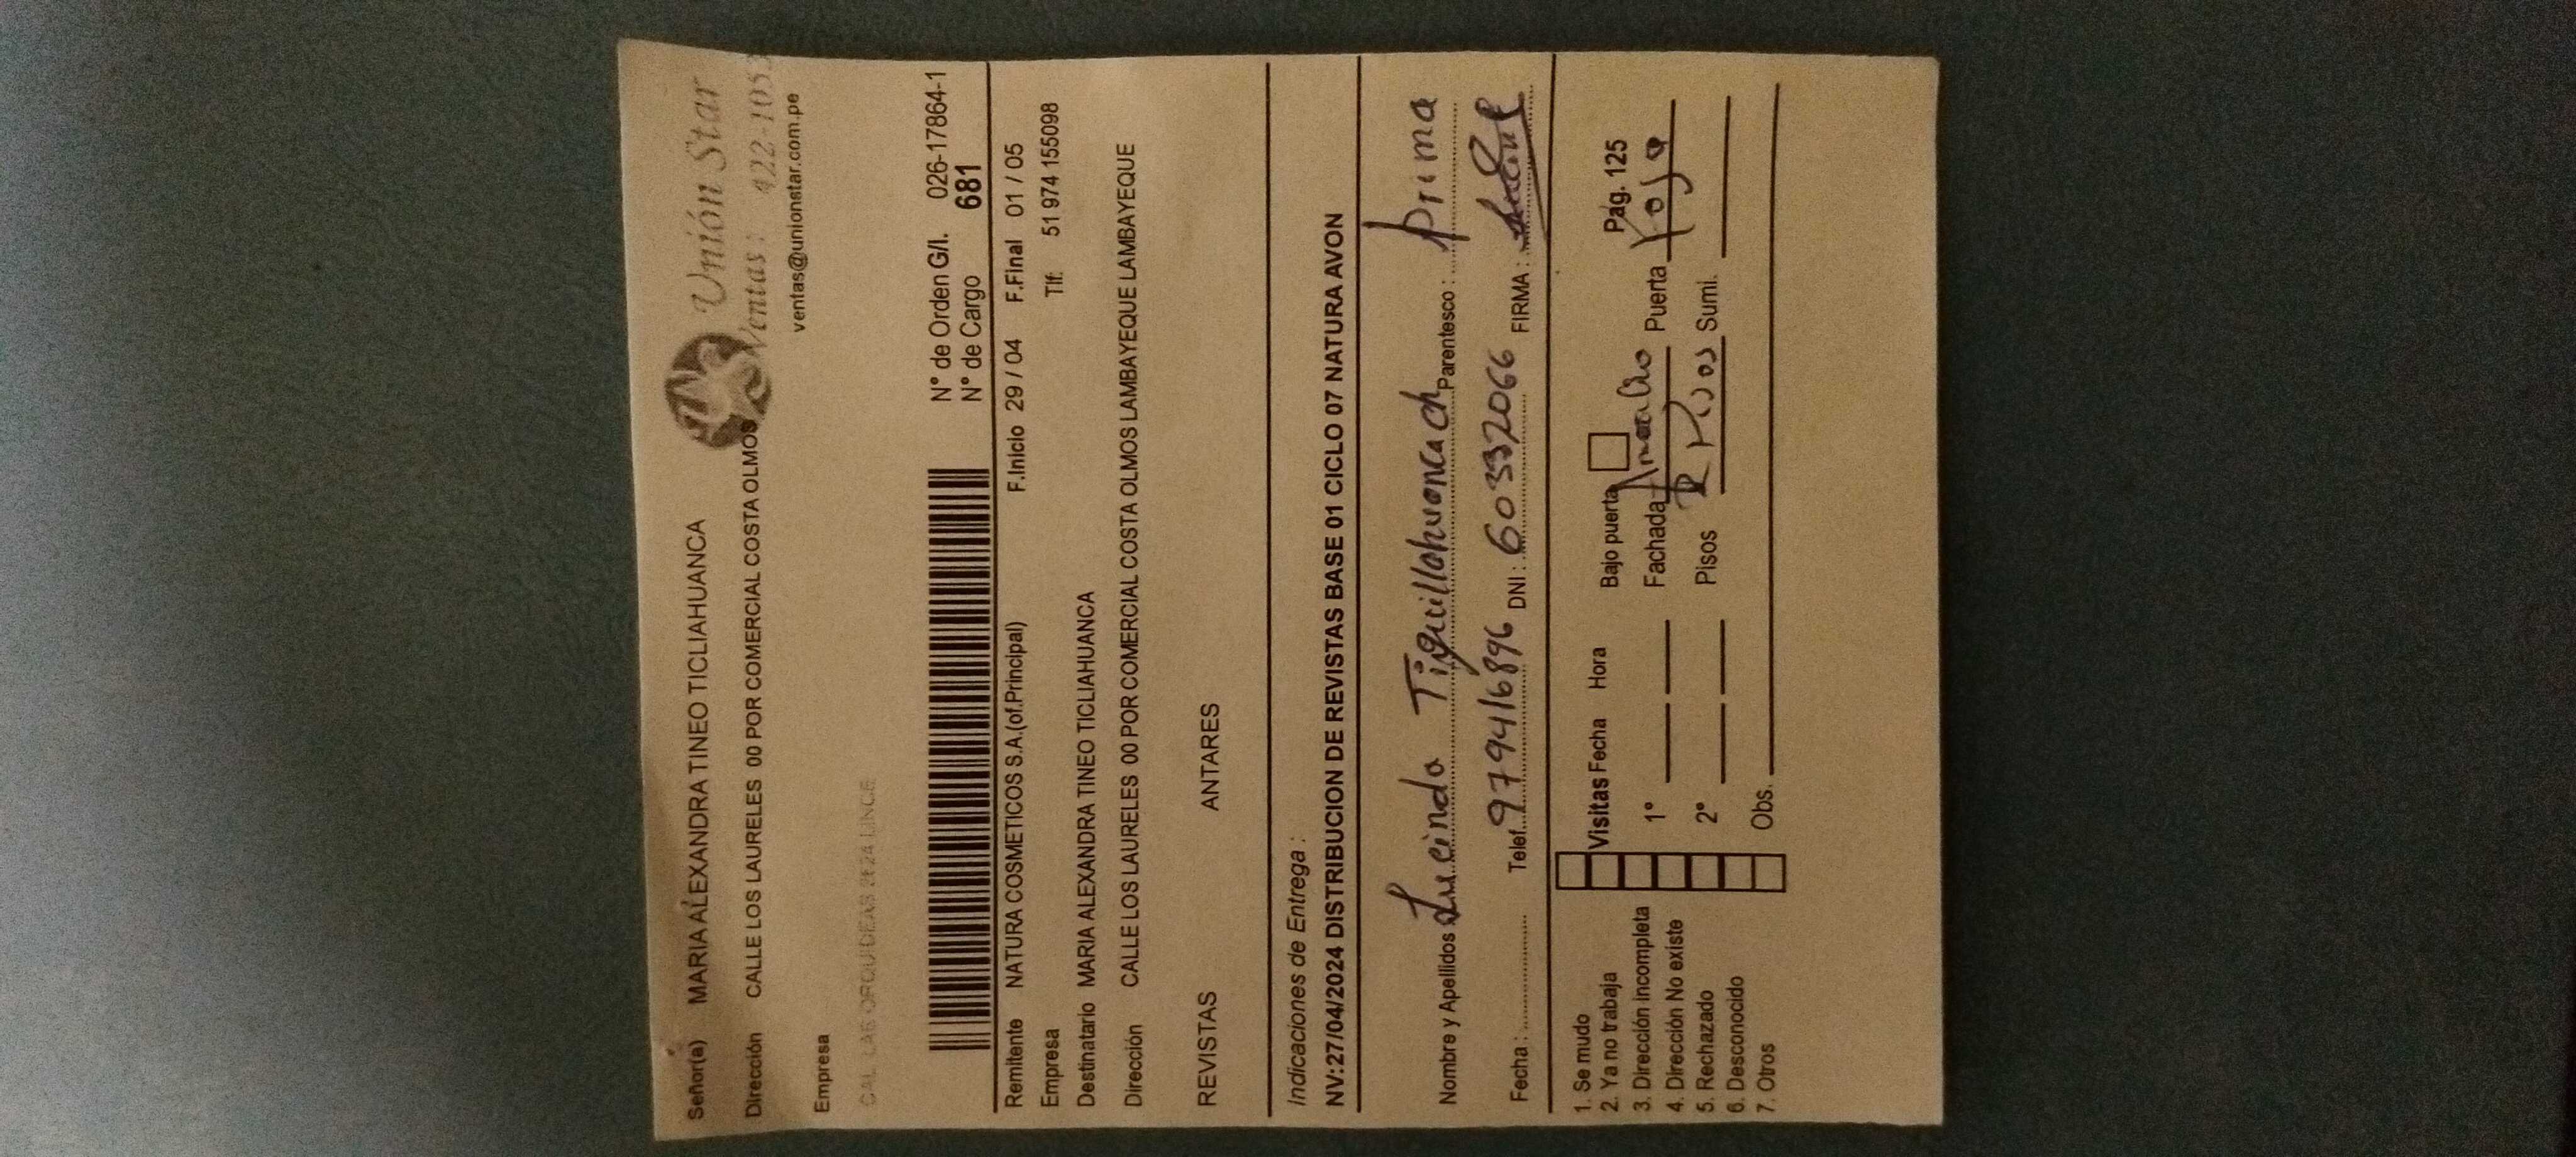 Unión Star
Señor(a) MARIA ALEXANDRA TINEO TICLIAHUANCA
Ventas: 422-105
Dirección CALLE LOS LAURELES 00 POR COMERCIAL COSTA OLMOS
ventas@unionstar.com.pe
Empresa
CAL LAS ORQUIDEAS 2624 LINCE
N° de Orden G/I. 026-17864-1
N° de Cargo 681
Remitente NATURA COSMETICOS S.A.(of.Principal) F.Inicio 29 / 04 F.Final 01 / 05
Empresa Tlf: 51 974 155098
Destinatario MARIA ALEXANDRA TINEO TICLIAHUANCA
Dirección CALLE LOS LAURELES 00 POR COMERCIAL COSTA OLMOS LAMBAYEQUE LAMBAYEQUE LAMBAYEQUE
REVISTAS ANTARES
Indicaciones de Entrega :
NV:27/04/2024 DISTRIBUCION DE REVISTAS BASE 01 CICLO 07 NATURA AVON
Nombre y Apellidos Lucinda Parentesco : Prima
Fecha : Telef. 979416896 DNI : 60332066 FIRMA :
1. Se mudo
2. Ya no trabaja Visitas Fecha Hora Bajo puerta Pág. 125
3. Dirección incompleta 1° Fachada Amarillo Puerta Roja
4. Dirección No existe
5. Rechazado 2° Pisos Pisos Sumi.
6. Desconocido
7. Otros Obs.